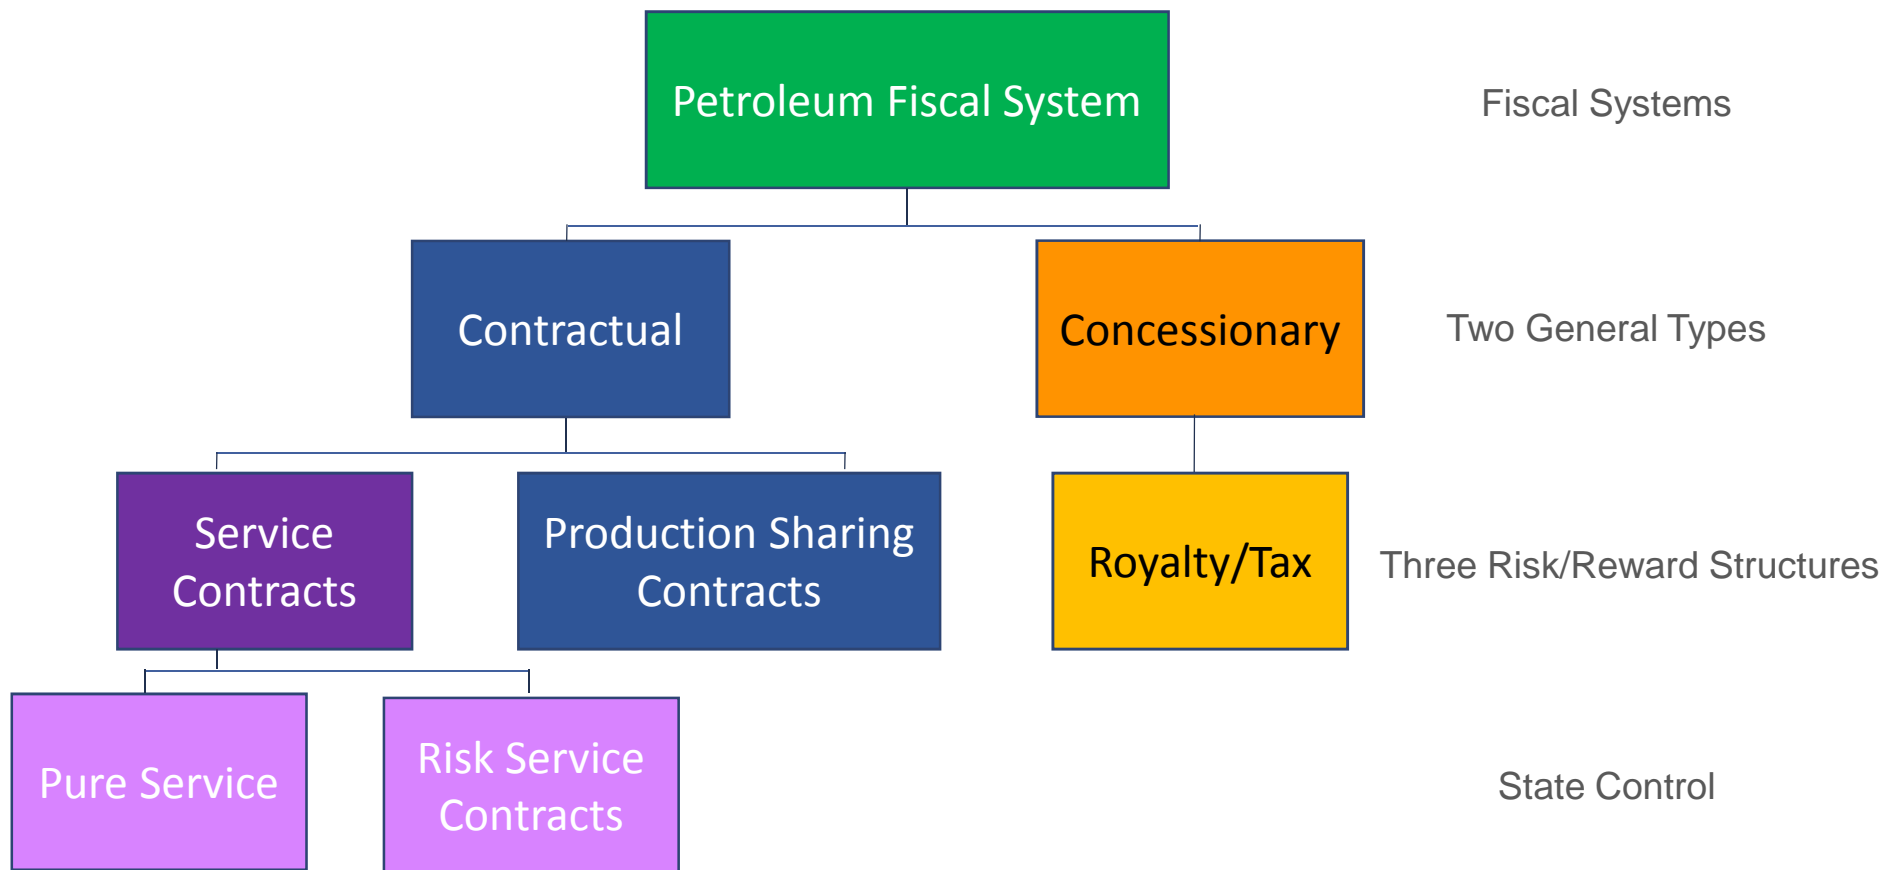 Petroleum Fiscal System
Fiscal Systems
Contractual
Concessionary
Two General Types
Service
Contracts
Production Sharing
Contracts
Royalty/Tax
Three Risk/Reward Structures
Pure Service
Risk Service
Contracts
State Control